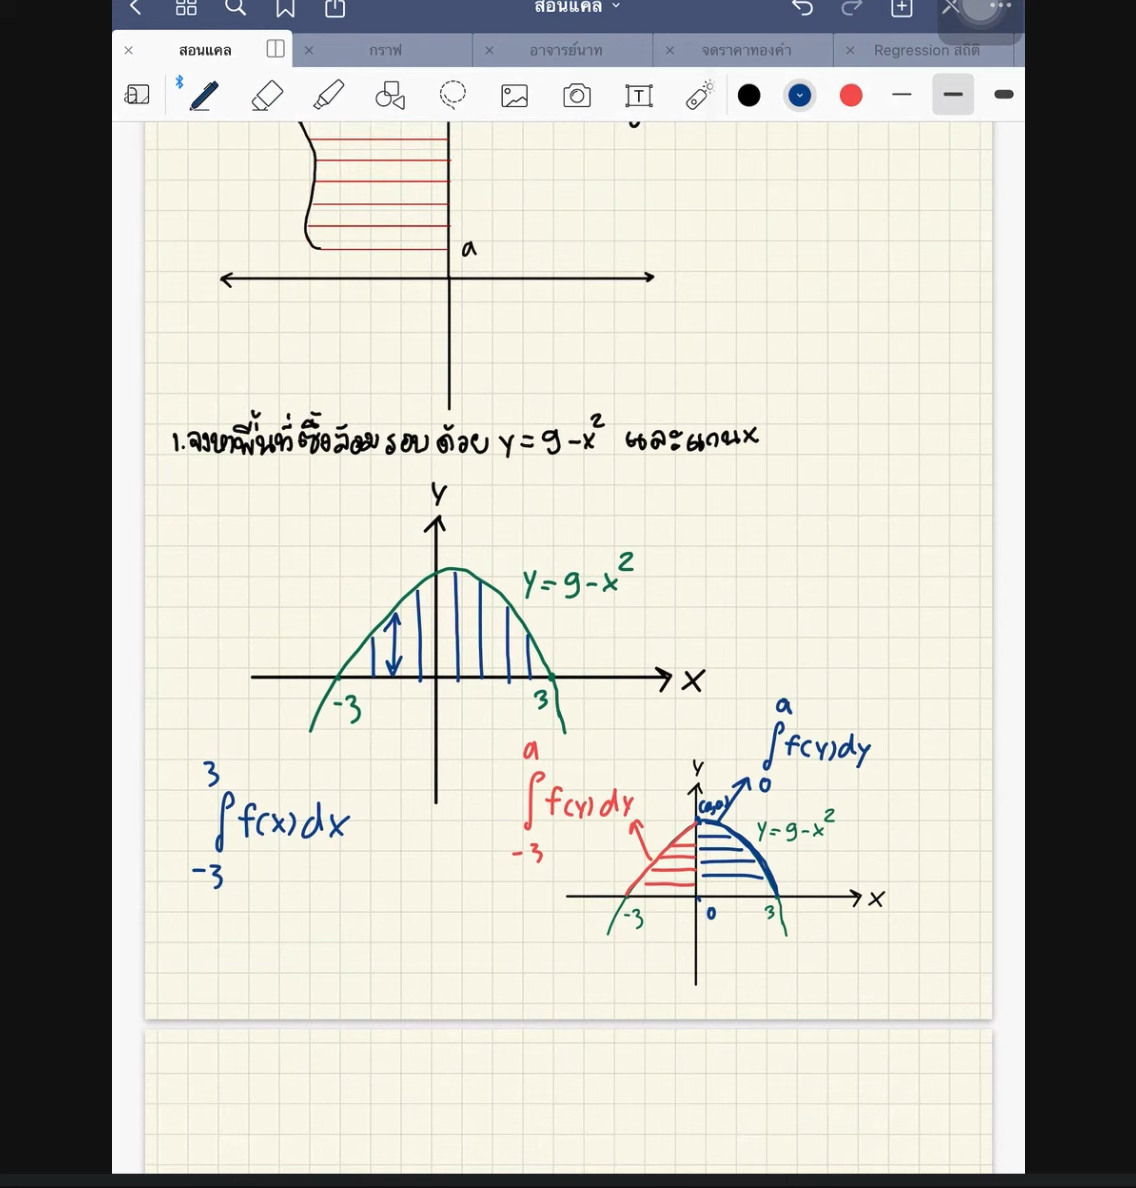 สอนแคล
สอนแคล
กราฟ
อาจารย์นาท
จดราคาทองคำ
Regression สถิติ
T
a
1. จงหาพื้นที่ซึ่งล้อมรอบด้วย y = 9 - x² และแกน x
Y
y = 9 - x²
X
-3
3
a
∫ f(y) dy
0
3
∫ f(x) dx
-3
a
∫ f(y) dy
-3
Y
y = 9 - x²
X
-3
0
3